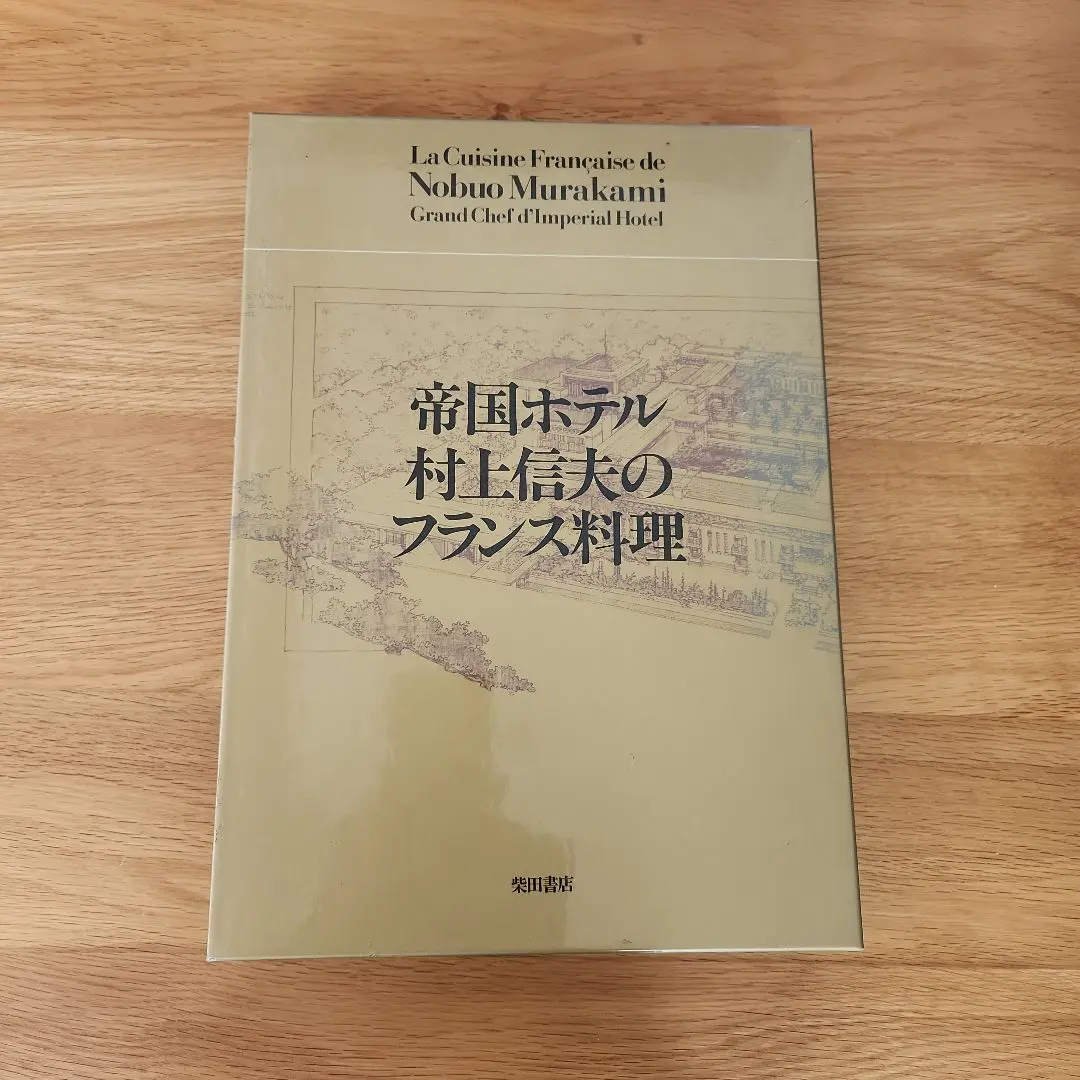 La Cuisine Française de
Nobuo Murakami
Grand Chef d'Imperial Hotel
帝国ホテル
村上信夫の
フランス料理
柴田書店